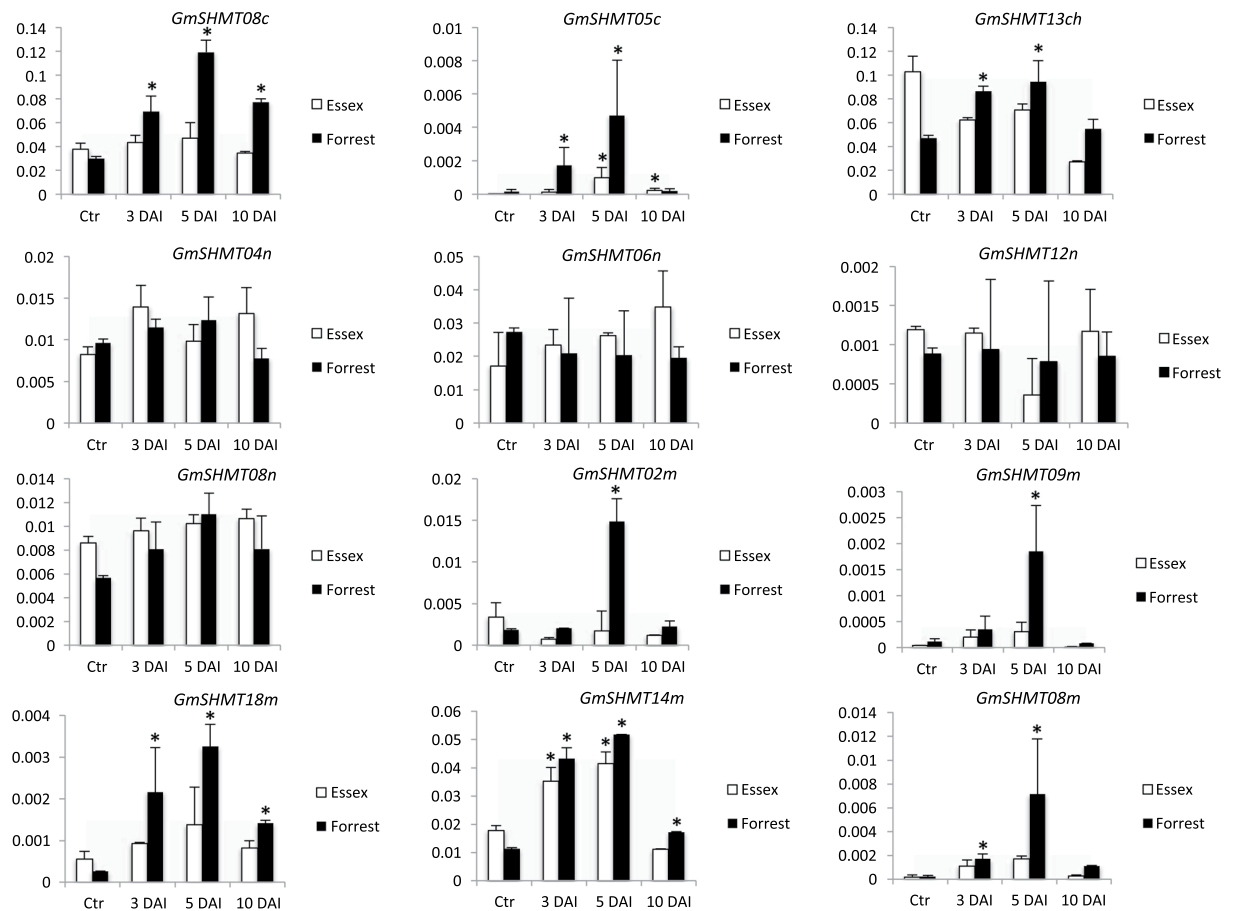 GmSHMT08c
0.14
0.12
0.1
0.08
0.06
0.04
0.02
0
* * *
Ctr 3 DAI 5 DAI 10 DAI
Essex
Forrest
GmSHMT05c
0.01
0.008
0.006
0.004
0.002
0
* * * *
Ctr 3 DAI 5 DAI 10 DAI
Essex
Forrest
GmSHMT13ch
0.14
0.12
0.1
0.08
0.06
0.04
0.02
0
* *
Ctr 3 DAI 5 DAI 10 DAI
Essex
Forrest
GmSHMT04n
0.02
0.015
0.01
0.005
0
Ctr 3 DAI 5 DAI 10 DAI
Essex
Forrest
GmSHMT06n
0.05
0.04
0.03
0.02
0.01
0
Ctr 3 DAI 5 DAI 10 DAI
Essex
Forrest
GmSHMT12n
0.002
0.0015
0.001
0.0005
0
Ctr 3 DAI 5 DAI 10 DAI
Essex
Forrest
GmSHMT08n
0.014
0.012
0.01
0.008
0.006
0.004
0.002
0
Ctr 3 DAI 5 DAI 10 DAI
Essex
Forrest
GmSHMT02m
0.02
0.015
0.01
0.005
0
*
Ctr 3 DAI 5 DAI 10 DAI
Essex
Forrest
GmSHMT09m
0.003
0.0025
0.002
0.0015
0.001
0.0005
0
*
Ctr 3 DAI 5 DAI 10 DAI
Essex
Forrest
GmSHMT18m
0.004
0.003
0.002
0.001
0
* * *
Ctr 3 DAI 5 DAI 10 DAI
Essex
Forrest
GmSHMT14m
0.06
0.05
0.04
0.03
0.02
0.01
0
* * * * *
Ctr 3 DAI 5 DAI 10 DAI
Essex
Forrest
GmSHMT08m
0.014
0.012
0.01
0.008
0.006
0.004
0.002
0
* *
Ctr 3 DAI 5 DAI 10 DAI
Essex
Forrest